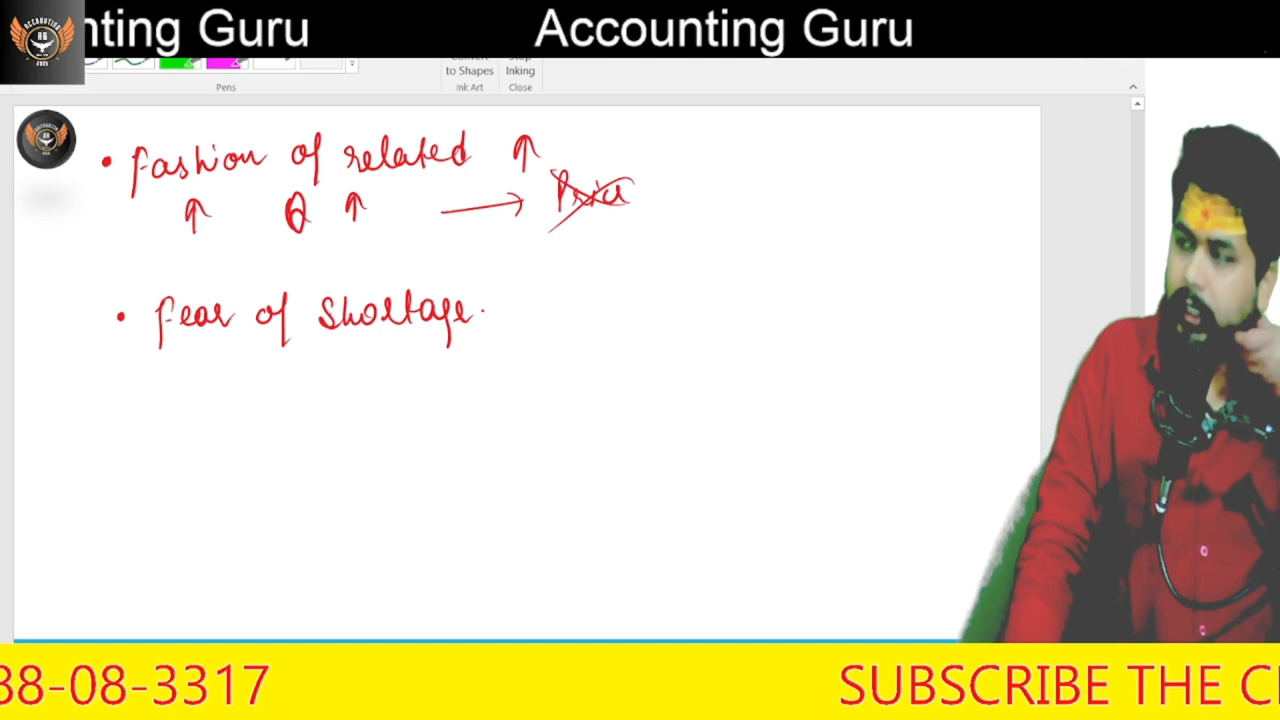 nting Guru
Accounting Guru
to Shapes
Inking
Pens
Ink Art
Close
• fashion of related ↑
↑ Q ↑ → Price
• fear of Shortage.
38-08-3317
SUBSCRIBE THE C